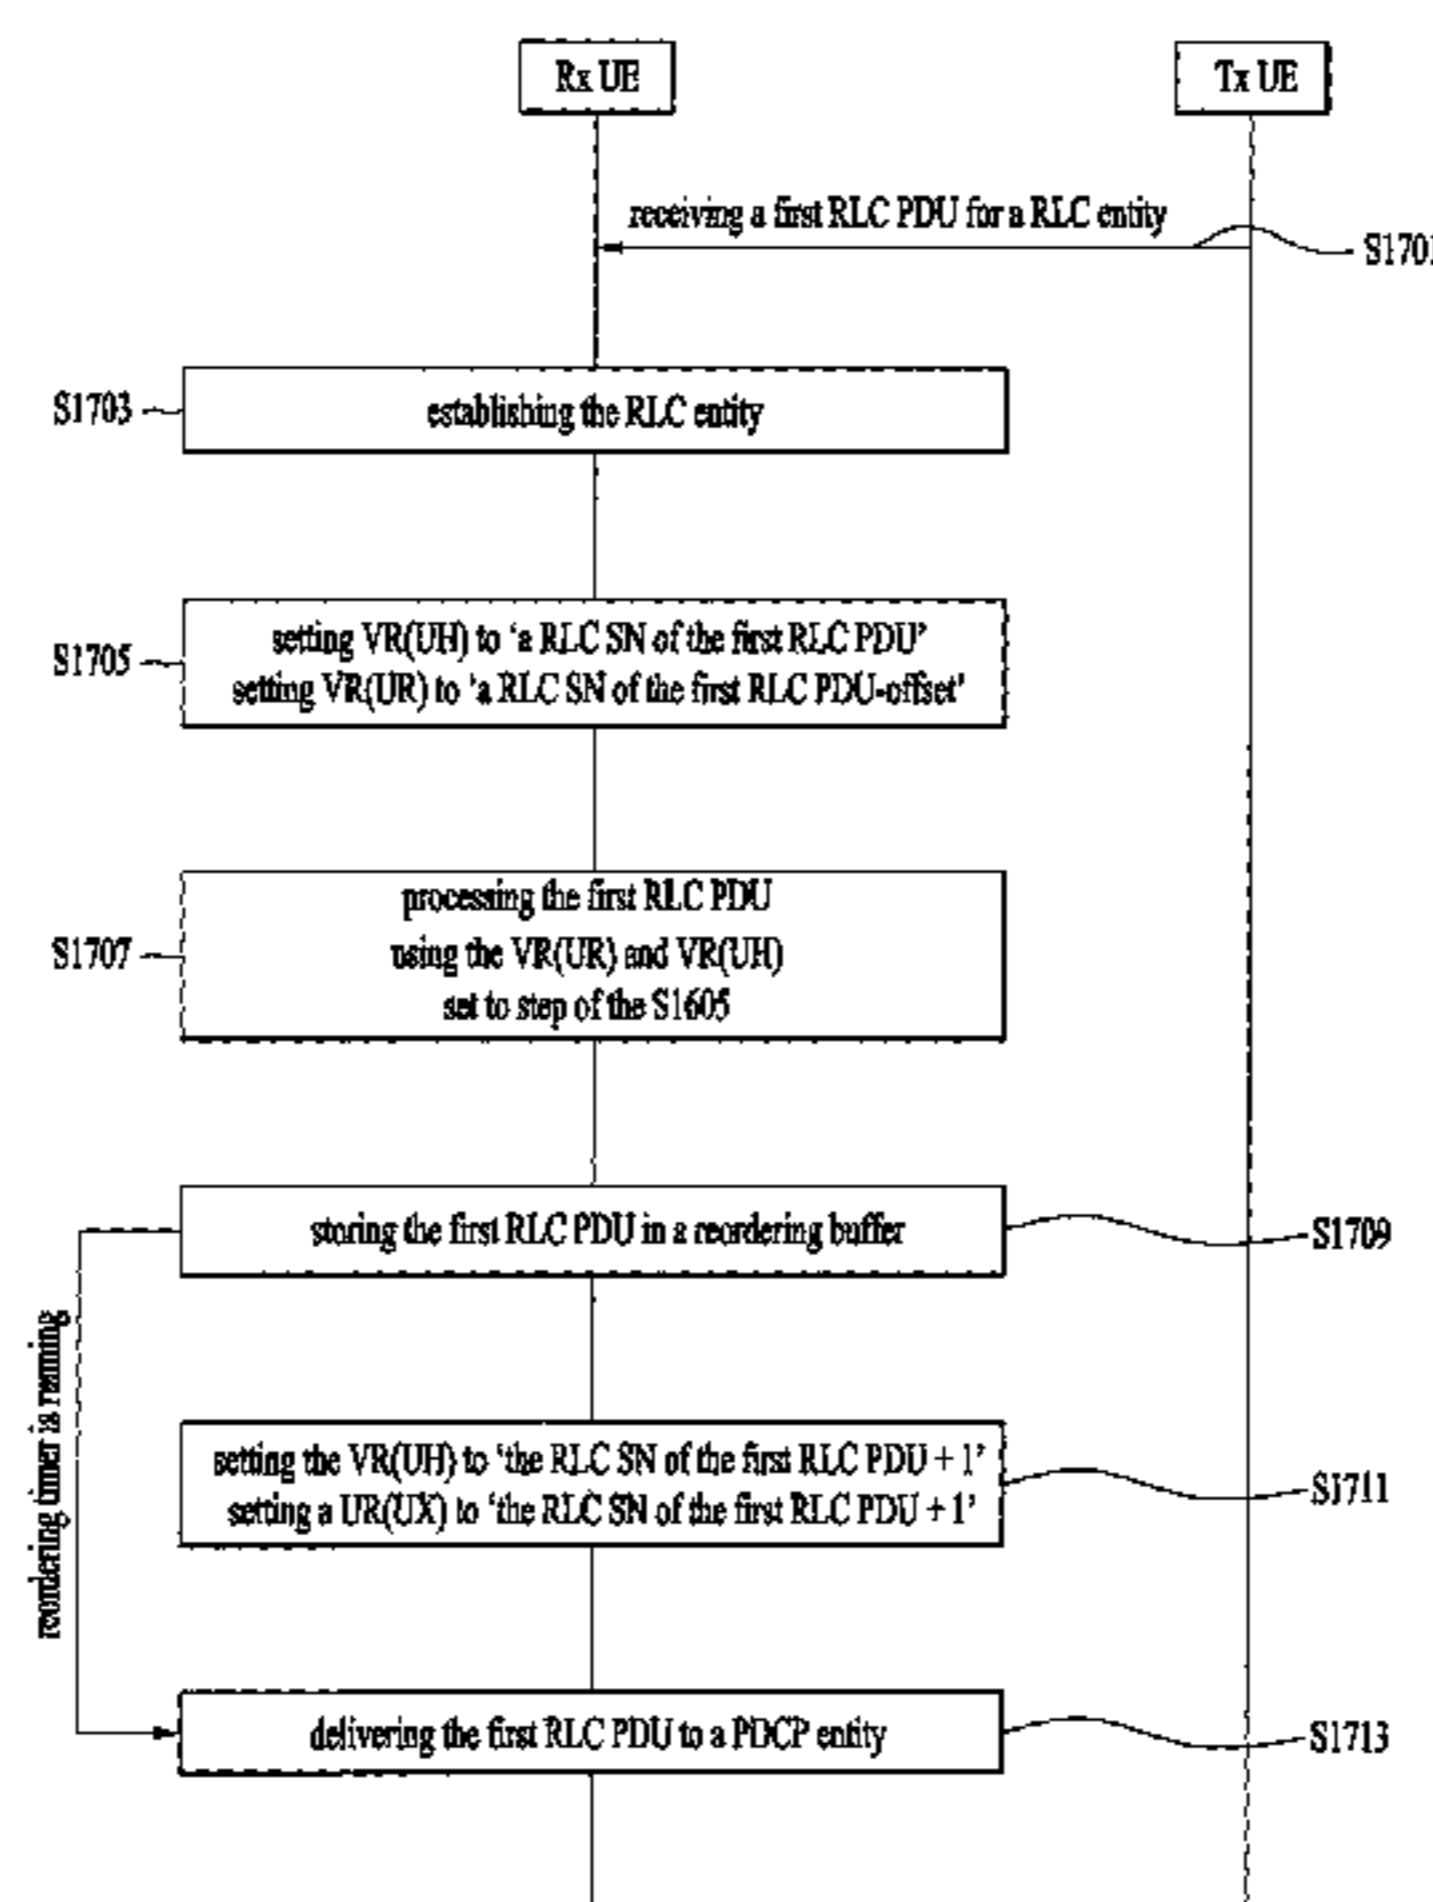 Rx UE
Tx UE
receiving a first RLC PDU for a RLC entity
S1701
S1703
establishing the RLC entity
S1705
setting VR(UH) to ‘a RLC SN of the first RLC PDU’
setting VR(UR) to ‘a RLC SN of the first RLC PDU-offset’
S1707
processing the first RLC PDU
using the VR(UR) and VR(UH)
set to step of the S1605
storing the first RLC PDU in a reordering buffer
S1709
reordering timer is running
setting the VR(UH) to ‘the RLC SN of the first RLC PDU + 1’
setting a UR(UX) to ‘the RLC SN of the first RLC PDU + 1’
S1711
delivering the first RLC PDU to a PDCP entity
S1713